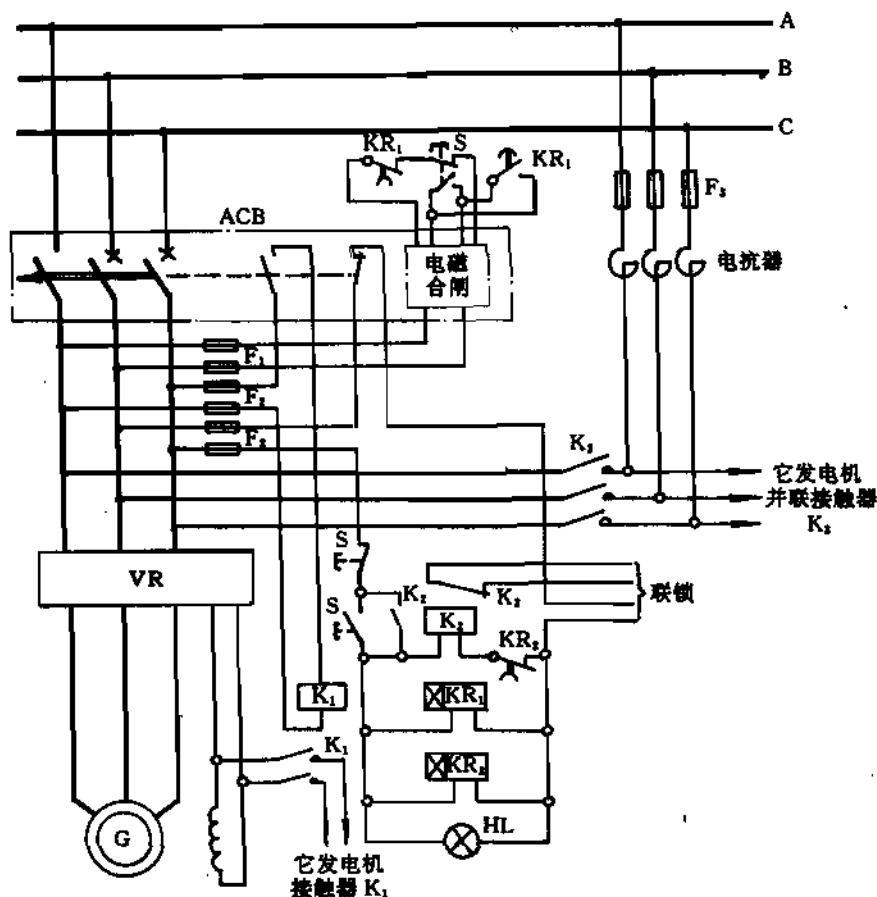 A
B
C
KR₁
S
KR₁
F₃
ACB
电磁
合闸
电抗器
F₁
F₂
F₂
K₂
它发电机
并联接触器
K₂
VR
S
K₂
K₂
联锁
S
K₂
KR₂
K₁
KR₁
K₁
KR₂
G
HL
它发电机
接触器 K₁